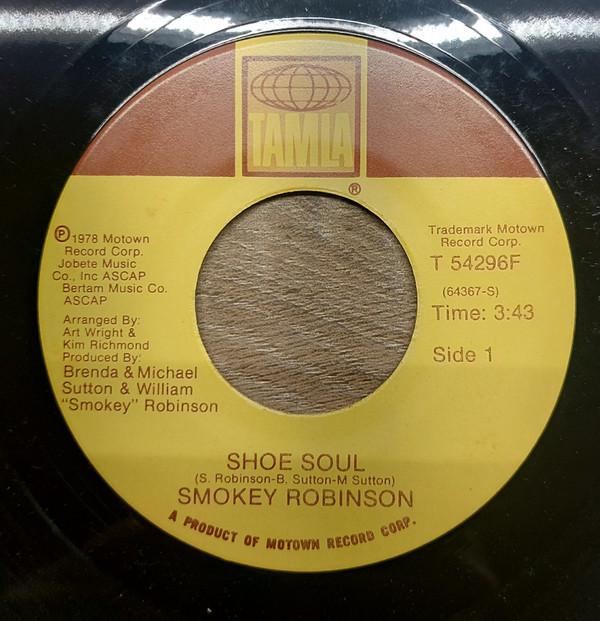 TAMLA
®
℗ 1978 Motown
Record Corp.
Jobete Music
Co., Inc ASCAP
Bertam Music Co.
ASCAP
Arranged By:
Art Wright &
Kim Richmond
Produced By:
Brenda & Michael
Sutton & William
"Smokey" Robinson
Trademark Motown
Record Corp.
T 54296F
(64367-S)
Time: 3:43
Side 1
SHOE SOUL
(S. Robinson-B. Sutton-M Sutton)
SMOKEY ROBINSON
A PRODUCT OF MOTOWN RECORD CORP.